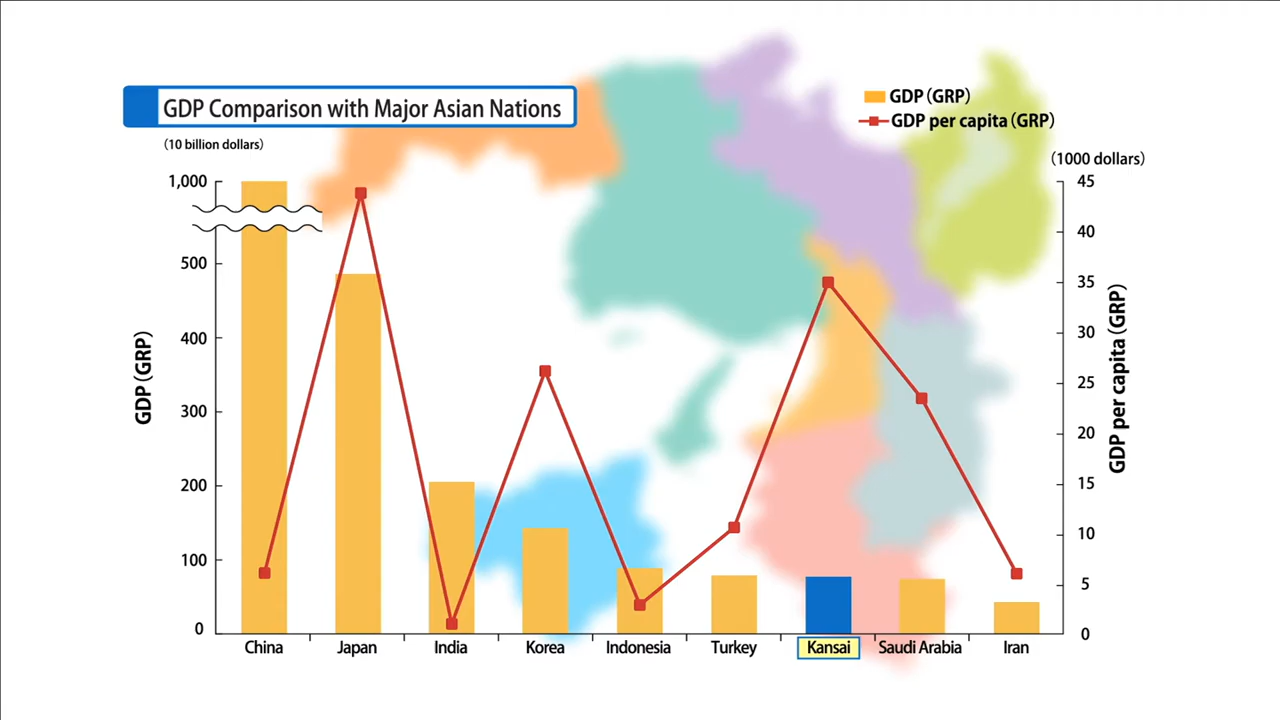 GDP Comparison with Major Asian Nations
GDP (GRP)
GDP per capita (GRP)
(10 billion dollars)
(1000 dollars)
1,000
500
400
300
200
100
0
GDP (GRP)
45
40
35
30
25
20
15
10
5
0
GDP per capita (GRP)
China Japan India Korea Indonesia Turkey Kansai Saudi Arabia Iran